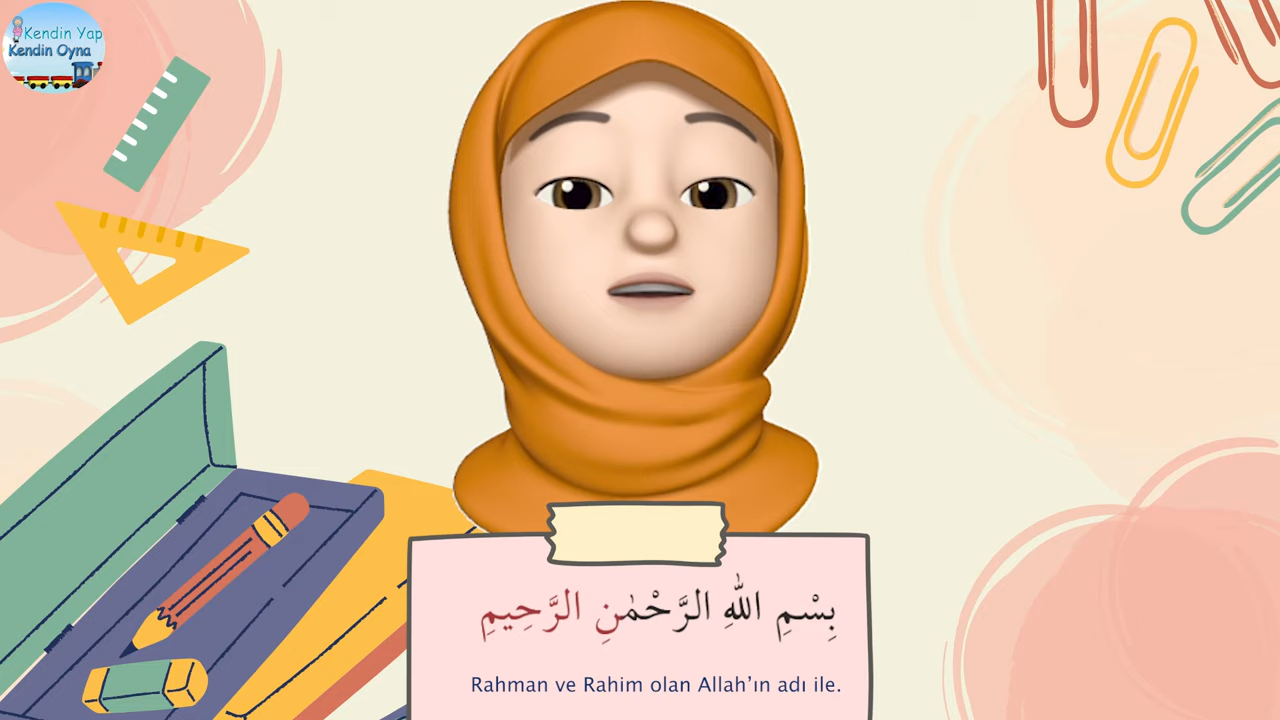 Kendin Yap
Kendin Oyna
بِسْمِ اللّٰهِ الرَّحْمٰنِ الرَّحِيمِ
Rahman ve Rahim olan Allah’ın adı ile.